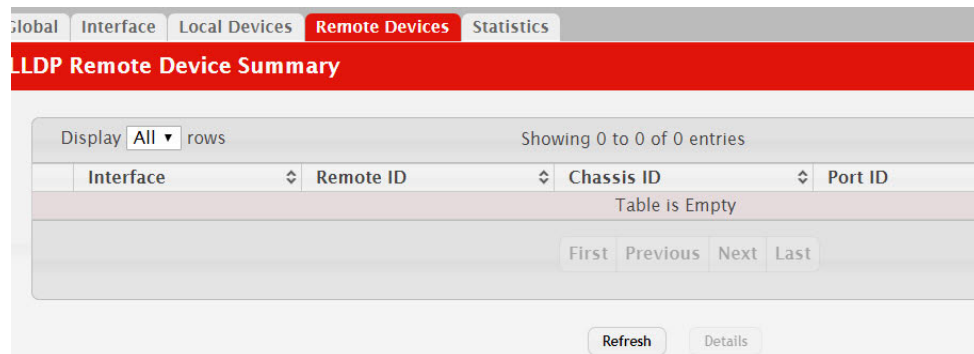 Global Interface Local Devices Remote Devices Statistics
LLDP Remote Device Summary
Display All rows Showing 0 to 0 of 0 entries
Interface Remote ID Chassis ID Port ID
Table is Empty
First Previous Next Last
Refresh Details